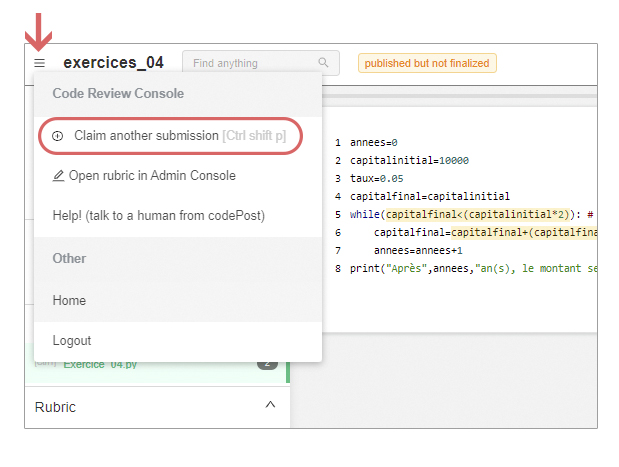 exercices_04
Find anything
published but not finalized
Code Review Console
Claim another submission [Ctrl shift p]
Open rubric in Admin Console
Help! (talk to a human from codePost)
Other
Home
Logout
1 annees=0
2 capitalinitial=10000
3 taux=0.05
4 capitalfinal=capitalinitial
5 while(capitalfinal<(capitalinitial*2)): #
6 capitalfinal=capitalfinal+(capitalfina
7 annees=annees+1
8 print("Après",annees,"an(s), le montant se
Exercice_04.py
2
Rubric